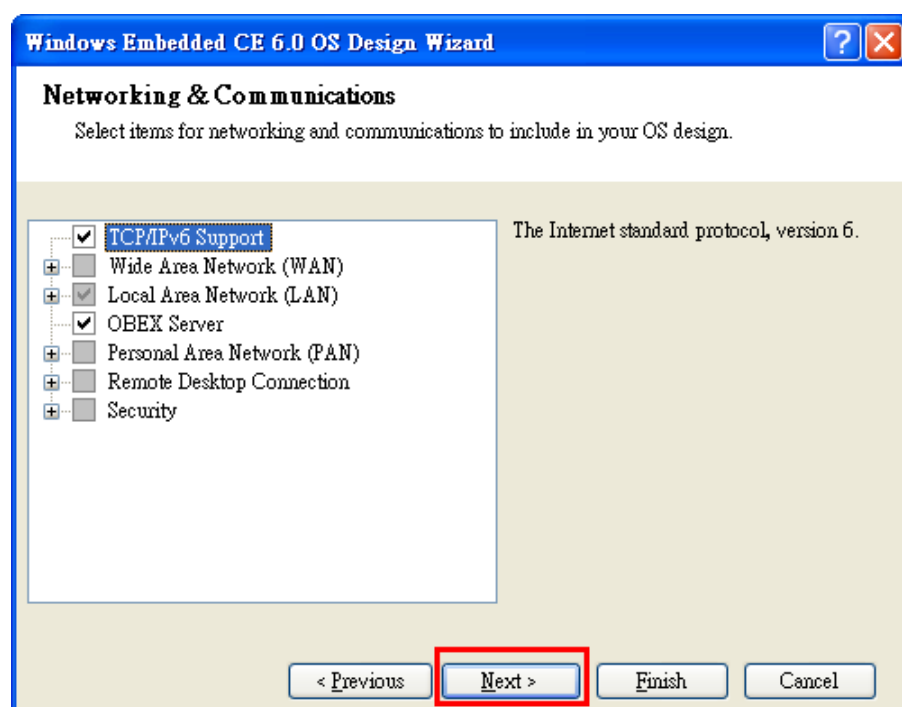 Windows Embedded CE 6.0 OS Design Wizard
Networking & Communications
Select items for networking and communications to include in your OS design.
TCP/IPv6 Support
The Internet standard protocol, version 6.
Wide Area Network (WAN)
Local Area Network (LAN)
OBEX Server
Personal Area Network (PAN)
Remote Desktop Connection
Security
< Previous
Next >
Finish
Cancel